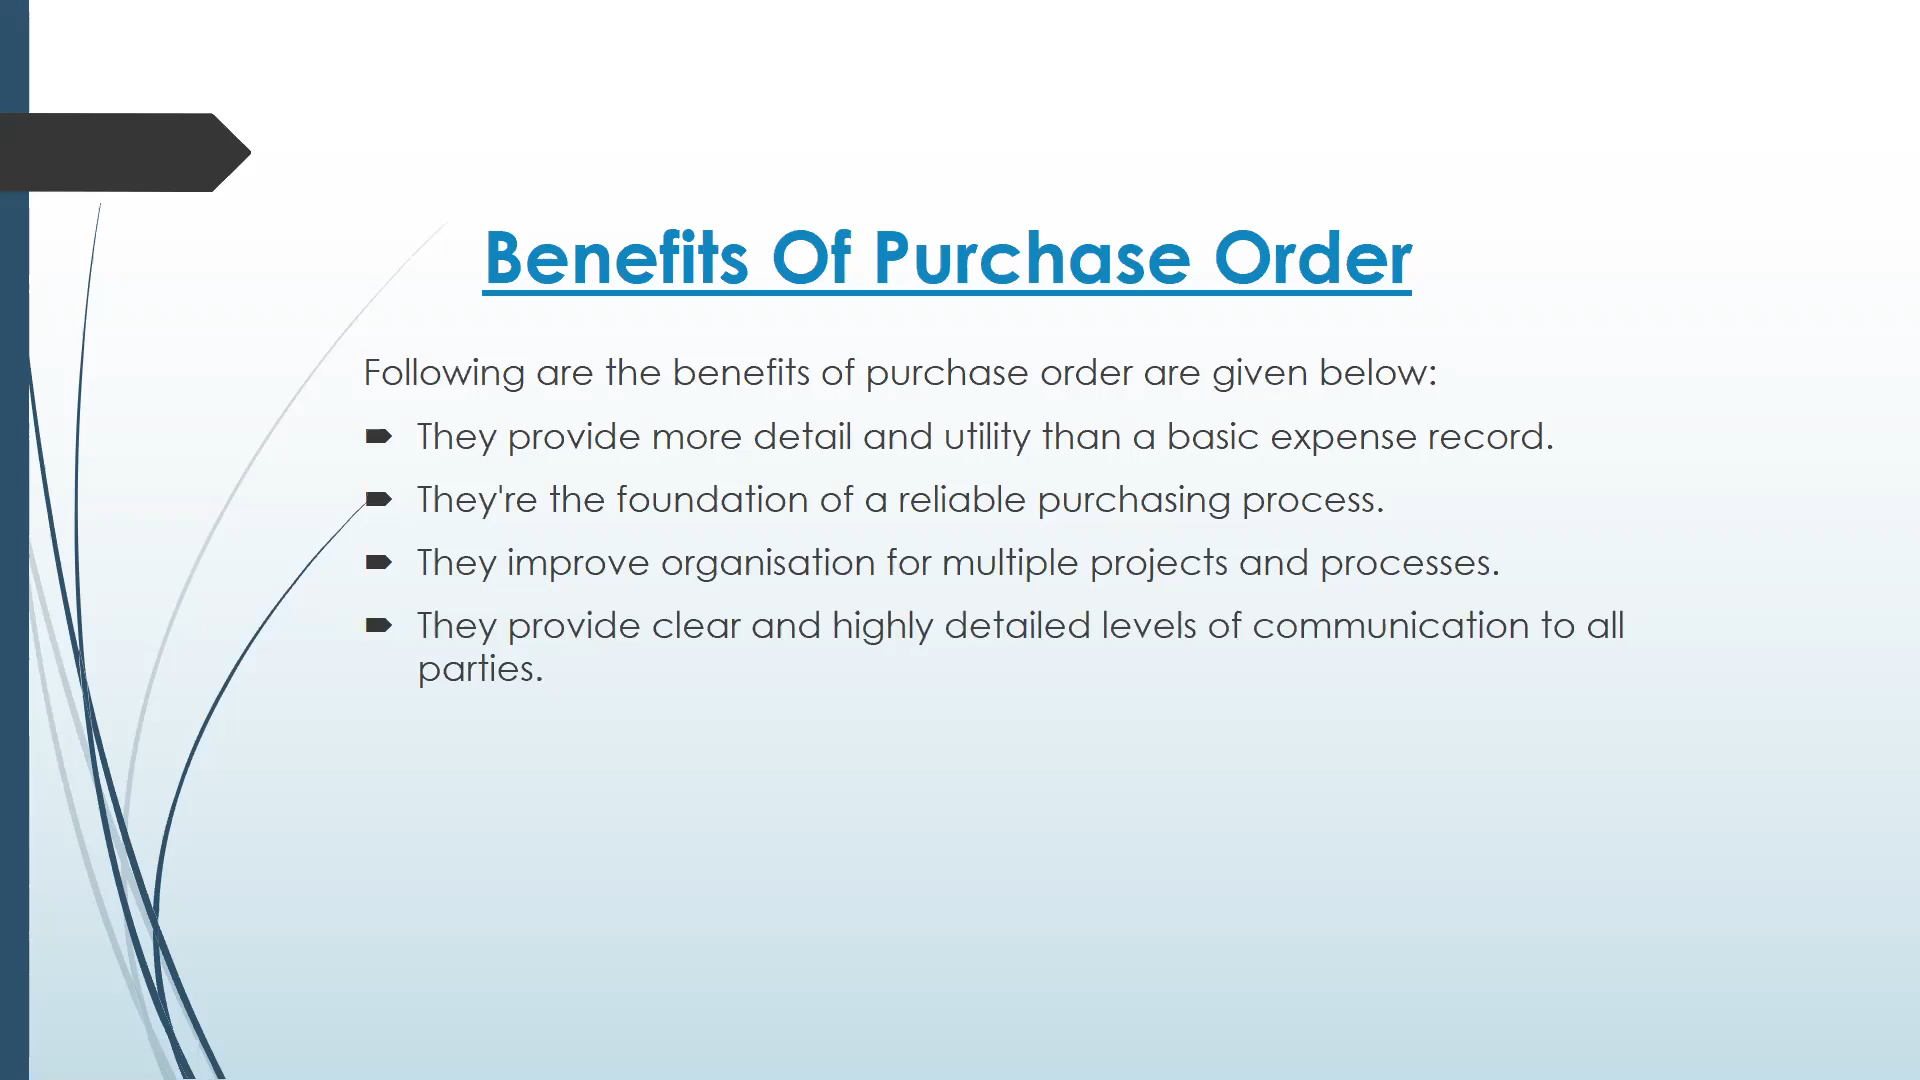 Benefits Of Purchase Order
Following are the benefits of purchase order are given below:
They provide more detail and utility than a basic expense record.
They're the foundation of a reliable purchasing process.
They improve organisation for multiple projects and processes.
They provide clear and highly detailed levels of communication to all
parties.